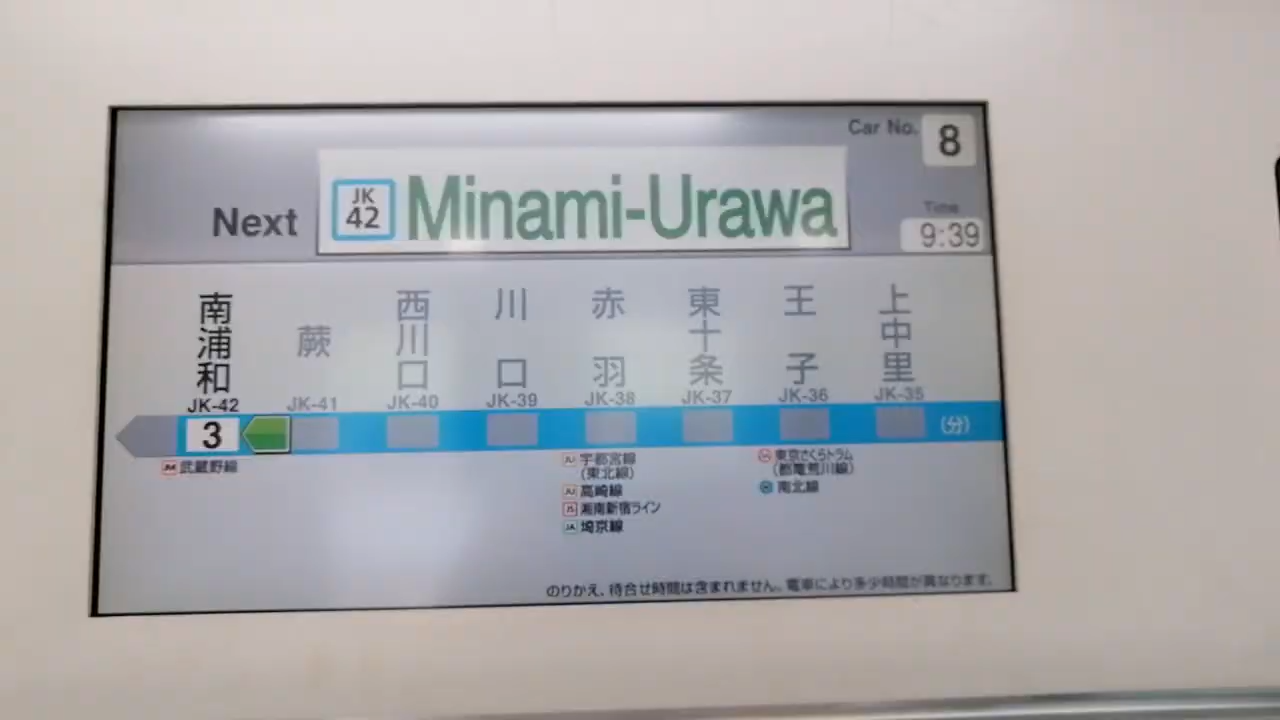 Car No. 8
JK
42
Minami-Urawa
Next
Time
9:39
南浦和
蕨
西川口
川口
赤羽
東十条
王子
上中里
JK-42
JK-41
JK-40
JK-39
JK-38
JK-37
JK-36
JK-35
3
(分)
JM 武蔵野線
JU 宇都宮線
(東北線)
JU 高崎線
JS 湘南新宿ライン
JA 埼京線
SA 東京さくらトラム
(都電荒川線)
N 南北線
のりかえ、待合せ時間は含まれません。電車により多少時間が異なります。